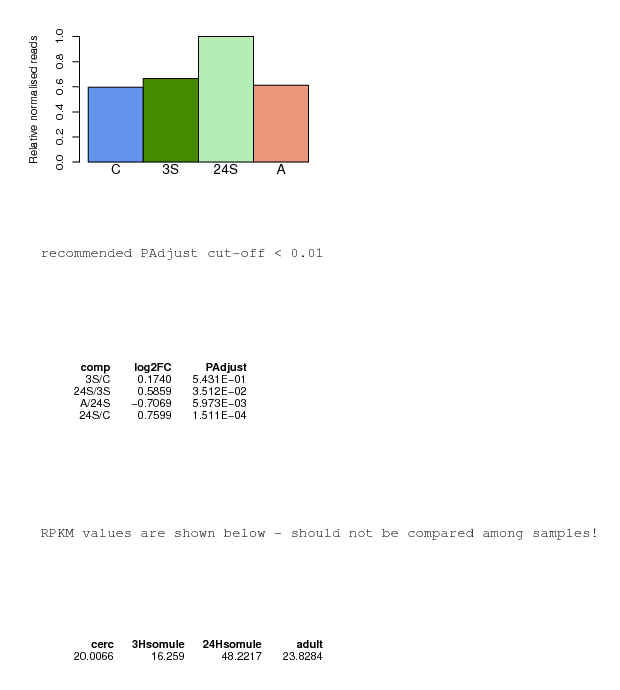 Relative normalised reads
1.0
0.8
0.6
0.4
0.2
0.0
C 3S 24S A
recommended PAdjust cut-off < 0.01
comp log2FC PAdjust
3S/C 0.1740 5.431E−01
24S/3S 0.5859 3.512E−02
A/24S −0.7069 5.973E−03
24S/C 0.7599 1.511E−04
RPKM values are shown below - should not be compared among samples!
cerc 3Hsomule 24Hsomule adult
20.0066 16.259 48.2217 23.8284